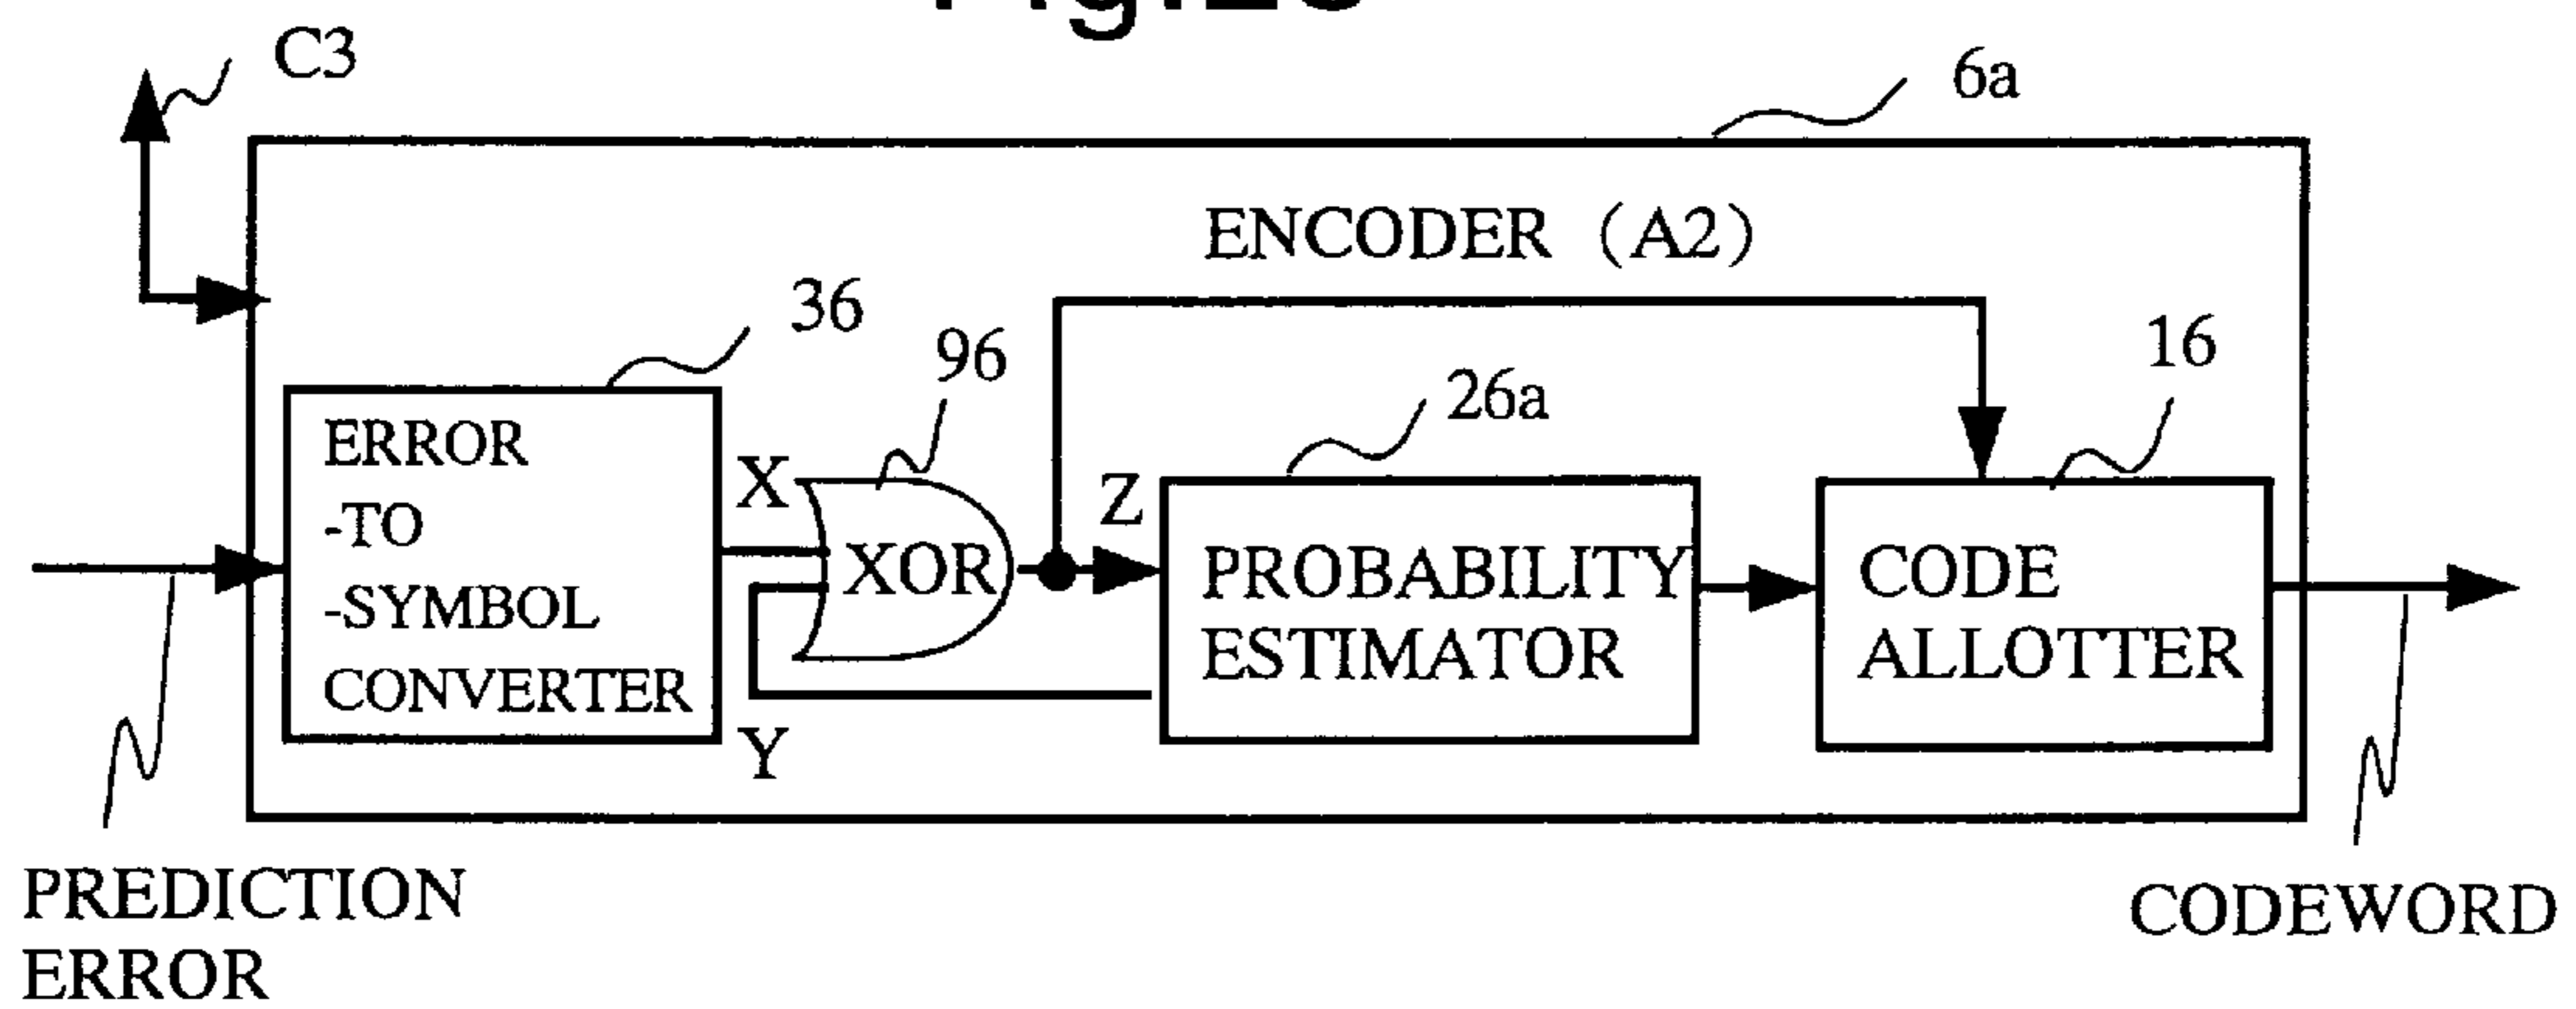 C3
6a
ENCODER (A2)
36
96
26a
16
ERROR
-TO
-SYMBOL
CONVERTER
X
Y
XOR
Z
PROBABILITY
ESTIMATOR
CODE
ALLOTTER
PREDICTION
ERROR
CODEWORD